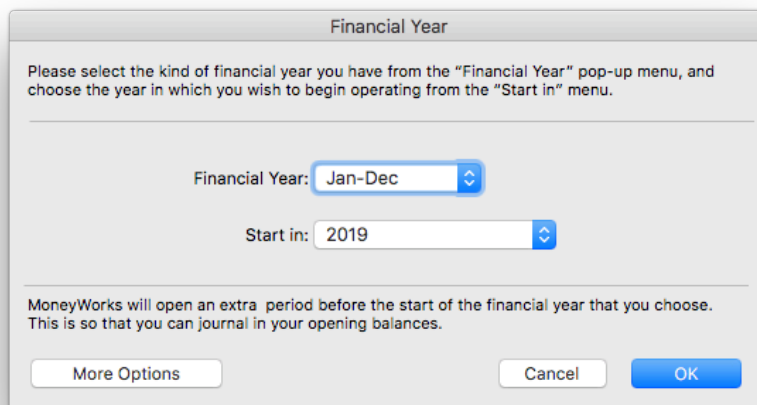 Financial Year
Please select the kind of financial year you have from the “Financial Year” pop-up menu, and
choose the year in which you wish to begin operating from the “Start in” menu.
Financial Year: Jan-Dec
Start in: 2019
MoneyWorks will open an extra  period before the start of the financial year that you choose.
This is so that you can journal in your opening balances.
More Options Cancel OK